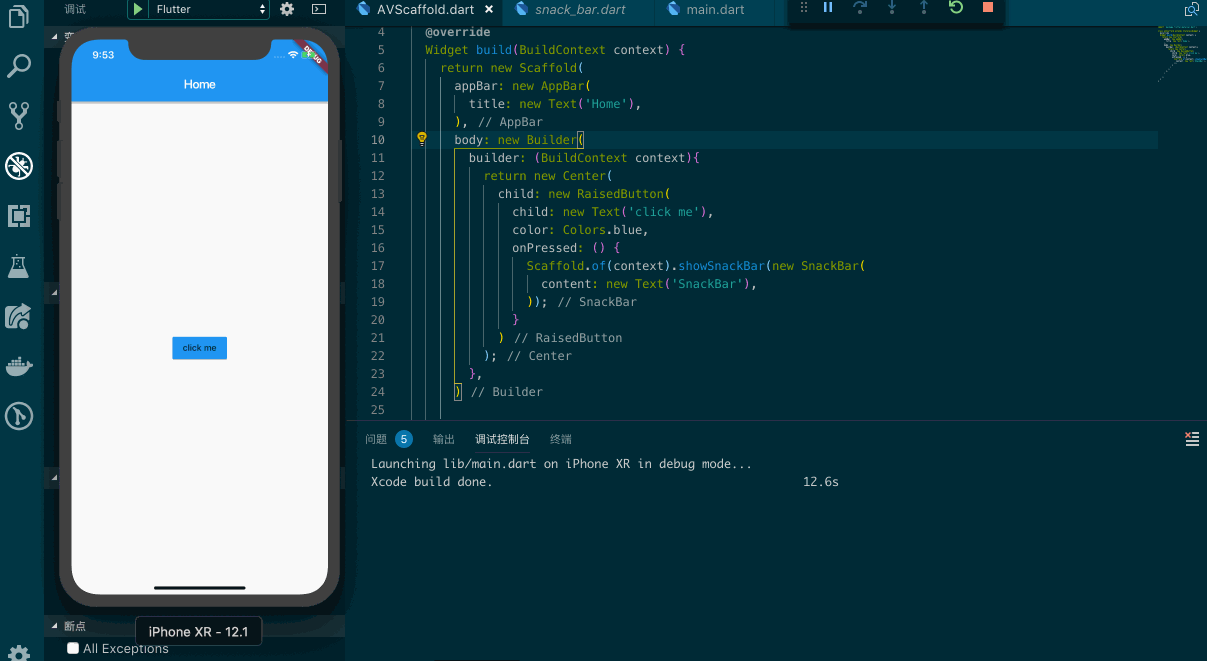 调试
Flutter
AVScaffold.dart
snack_bar.dart
main.dart
9:53
Home
click me
iPhone XR - 12.1
断点
All Exceptions
4 @override
5 Widget build(BuildContext context) {
6 return new Scaffold(
7 appBar: new AppBar(
8 title: new Text('Home'),
9 ), // AppBar
10 body: new Builder(
11 builder: (BuildContext context){
12 return new Center(
13 child: new RaisedButton(
14 child: new Text('click me'),
15 color: Colors.blue,
16 onPressed: () {
17 Scaffold.of(context).showSnackBar(new SnackBar(
18 content: new Text('SnackBar'),
19 )); // SnackBar
20 }
21 ) // RaisedButton
22 ); // Center
23 },
24 ) // Builder
25
问题 5 输出 调试控制台 终端
Launching lib/main.dart on iPhone XR in debug mode...
Xcode build done. 12.6s